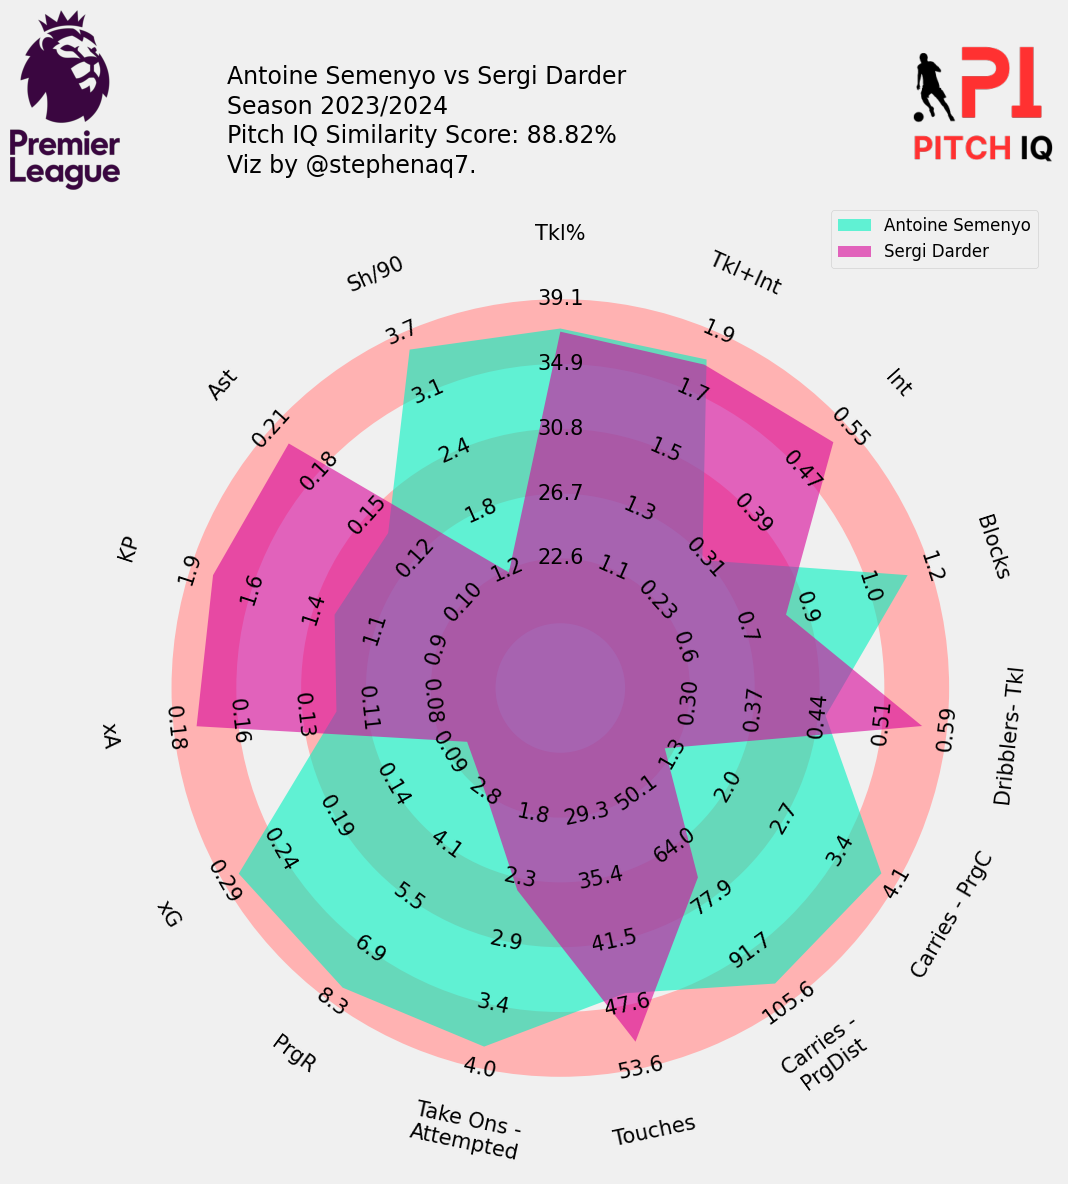 Premier
League
Antoine Semenyo vs Sergi Darder
Season 2023/2024
Pitch IQ Similarity Score: 88.82%
Viz by @stephenaq7.
PI
PITCH IQ
Antoine Semenyo
Sergi Darder
Tkl%
39.1
34.9
30.8
26.7
22.6
Tkl+Int
1.9
1.7
1.5
1.3
1.1
Int
0.55
0.47
0.39
0.31
0.23
Blocks
1.2
1.0
0.9
0.7
0.6
Dribblers- Tkl
0.59
0.51
0.44
0.37
0.30
Carries - PrgC
4.1
3.4
2.7
2.0
1.3
Carries -
PrgDist
105.6
91.7
77.9
64.0
50.1
Touches
53.6
47.6
41.5
35.4
29.3
Take Ons -
Attempted
4.0
3.4
2.9
2.3
1.8
PrgR
8.3
6.9
5.5
4.1
2.8
xG
0.29
0.24
0.19
0.14
0.09
xA
0.18
0.16
0.13
0.11
0.08
KP
1.9
1.6
1.4
1.1
0.9
Ast
0.21
0.18
0.15
0.12
0.10
Sh/90
3.7
3.1
2.4
1.8
1.2